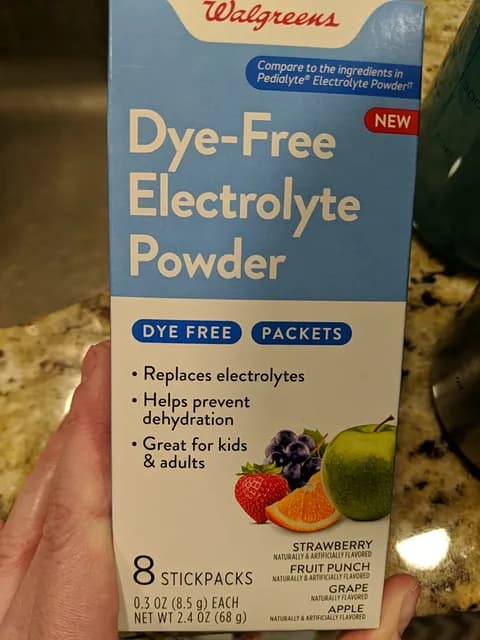 Walgreens
Compare to the ingredients in
Pedialyte® Electrolyte Powder††
NEW
Dye-Free
Electrolyte
Powder
DYE FREE PACKETS
• Replaces electrolytes
• Helps prevent
dehydration
• Great for kids
& adults
STRAWBERRY
NATURALLY & ARTIFICIALLY FLAVORED
FRUIT PUNCH
NATURALLY & ARTIFICIALLY FLAVORED
GRAPE
NATURALLY FLAVORED
APPLE
NATURALLY & ARTIFICIALLY FLAVORED
8 STICKPACKS
0.3 OZ (8.5 g) EACH
NET WT 2.4 OZ (68 g)